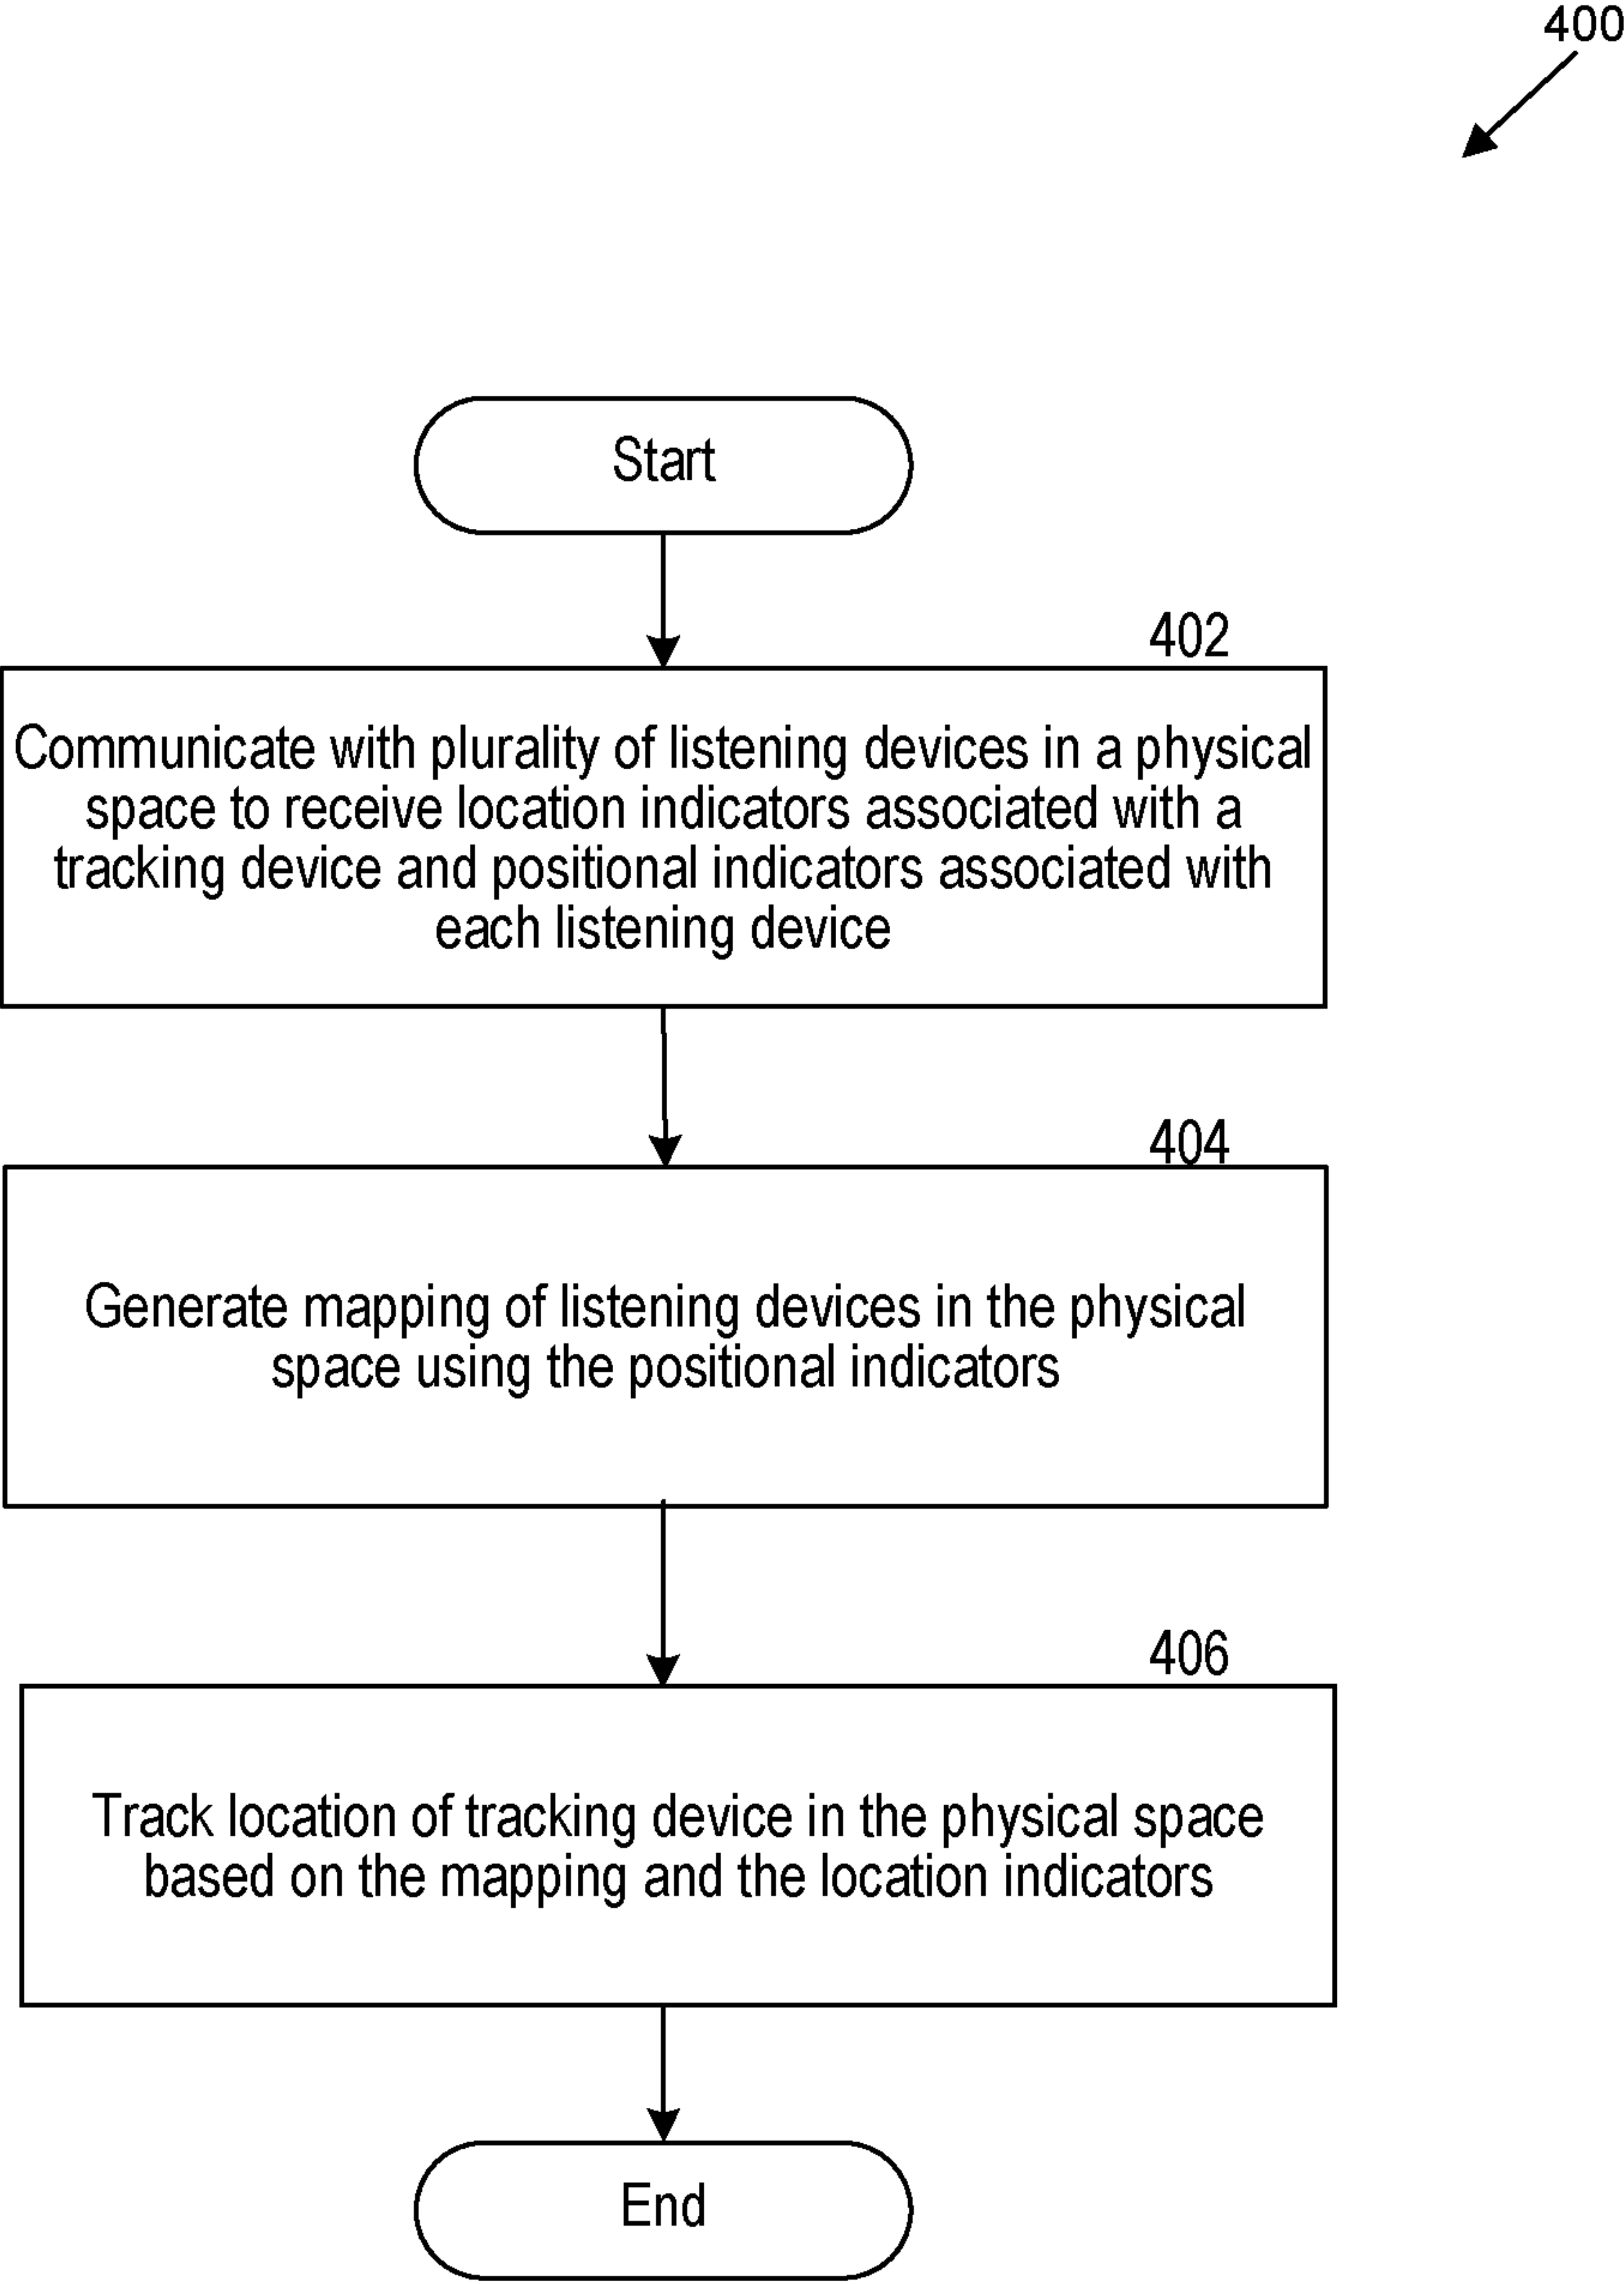 400
Start
402
Communicate with plurality of listening devices in a physical
space to receive location indicators associated with a
tracking device and positional indicators associated with
each listening device
404
Generate mapping of listening devices in the physical
space using the positional indicators
406
Track location of tracking device in the physical space
based on the mapping and the location indicators
End